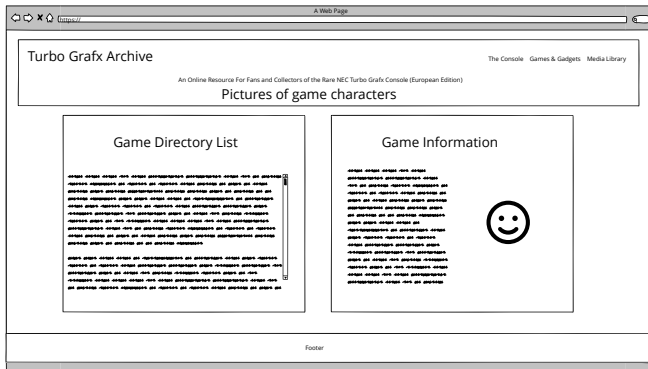 A Web Page
https://
Turbo Grafx Archive
The Console Games & Gadgets Media Library
An Online Resource For Fans and Collectors of the Rare NEC Turbo Grafx Console (European Edition)
Pictures of game characters
Game Directory List
Game Information
Footer